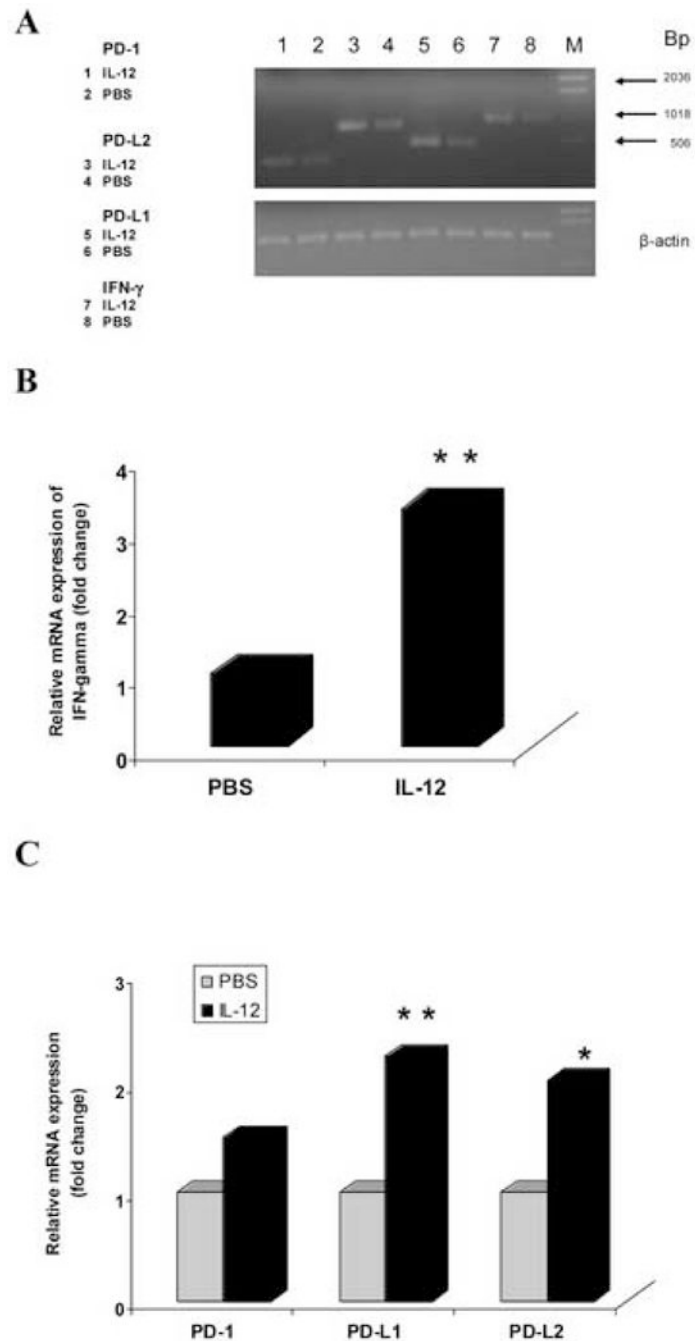 A
PD-1
1 IL-12
2 PBS
PD-L2
3 IL-12
4 PBS
PD-L1
5 IL-12
6 PBS
IFN-γ
7 IL-12
8 PBS
1 2 3 4 5 6 7 8 M Bp
2036
1018
506
β-actin
B
Relative mRNA expression of
IFN-gamma (fold change)
4
3
2
1
0
* *
PBS IL-12
C
Relative mRNA expression
(fold change)
3
2
1
0
PBS
IL-12
* *
*
PD-1 PD-L1 PD-L2